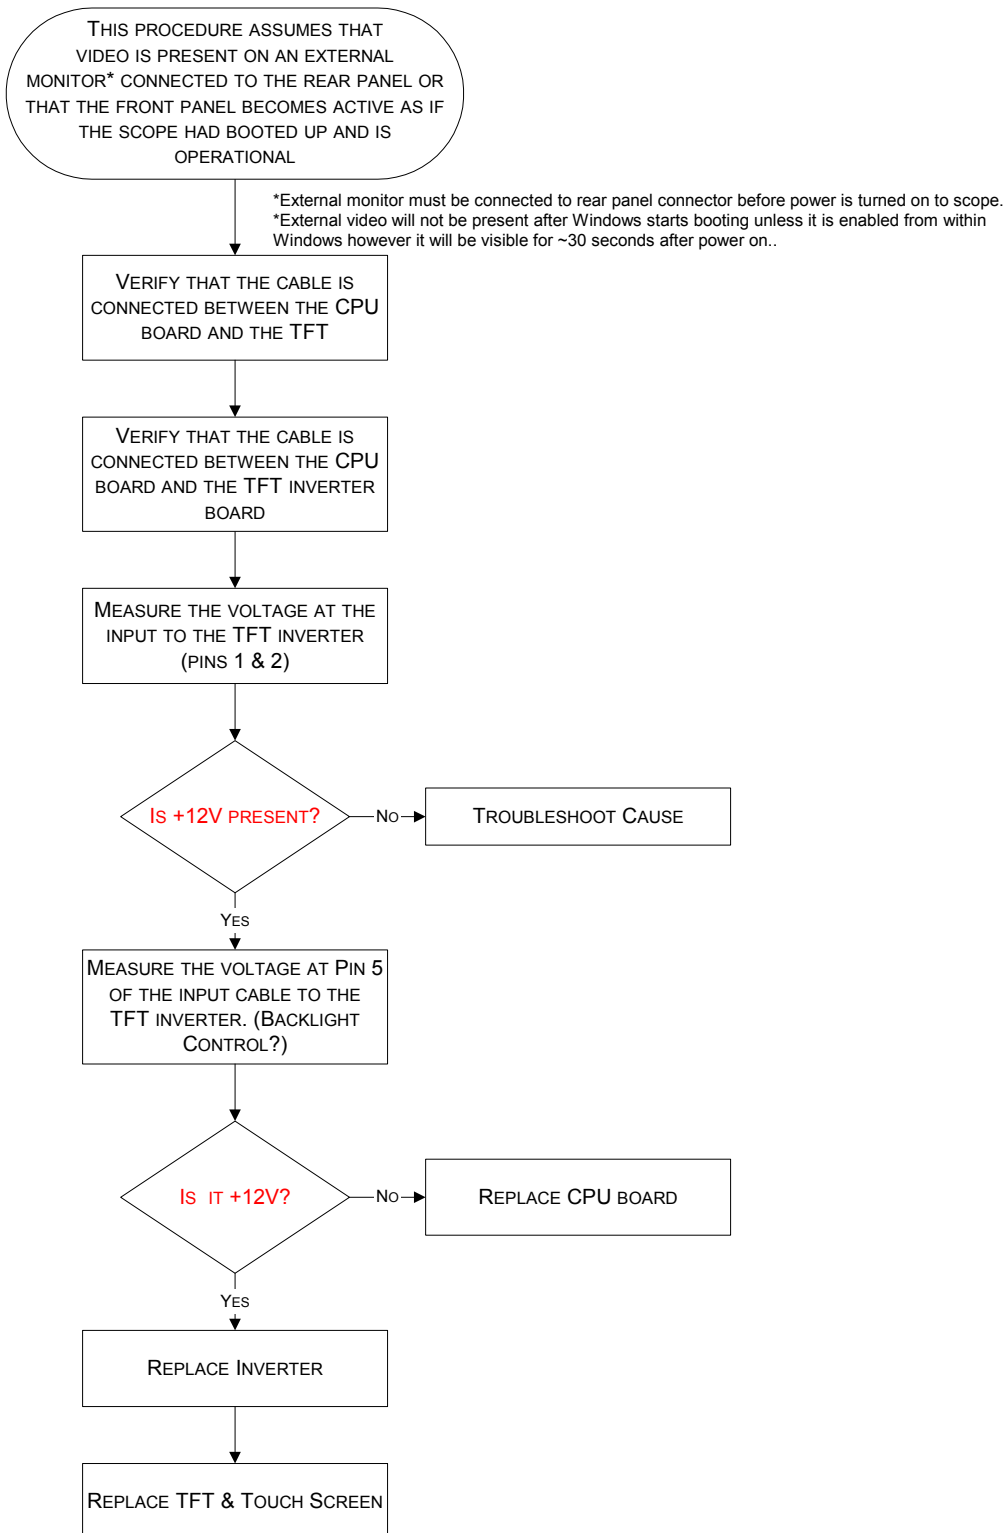 THIS PROCEDURE ASSUMES THAT
VIDEO IS PRESENT ON AN EXTERNAL
MONITOR* CONNECTED TO THE REAR PANEL OR
THAT THE FRONT PANEL BECOMES ACTIVE AS IF
THE SCOPE HAD BOOTED UP AND IS
OPERATIONAL
*External monitor must be connected to rear panel connector before power is turned on to scope.
*External video will not be present after Windows starts booting unless it is enabled from within
Windows however it will be visible for ~30 seconds after power on..
VERIFY THAT THE CABLE IS
CONNECTED BETWEEN THE CPU
BOARD AND THE TFT
VERIFY THAT THE CABLE IS
CONNECTED BETWEEN THE CPU
BOARD AND THE TFT INVERTER
BOARD
MEASURE THE VOLTAGE AT THE
INPUT TO THE TFT INVERTER
(PINS 1 & 2)
IS +12V PRESENT?
NO
TROUBLESHOOT CAUSE
YES
MEASURE THE VOLTAGE AT PIN 5
OF THE INPUT CABLE TO THE
TFT INVERTER. (BACKLIGHT
CONTROL?)
IS IT +12V?
NO
REPLACE CPU BOARD
YES
REPLACE INVERTER
REPLACE TFT & TOUCH SCREEN